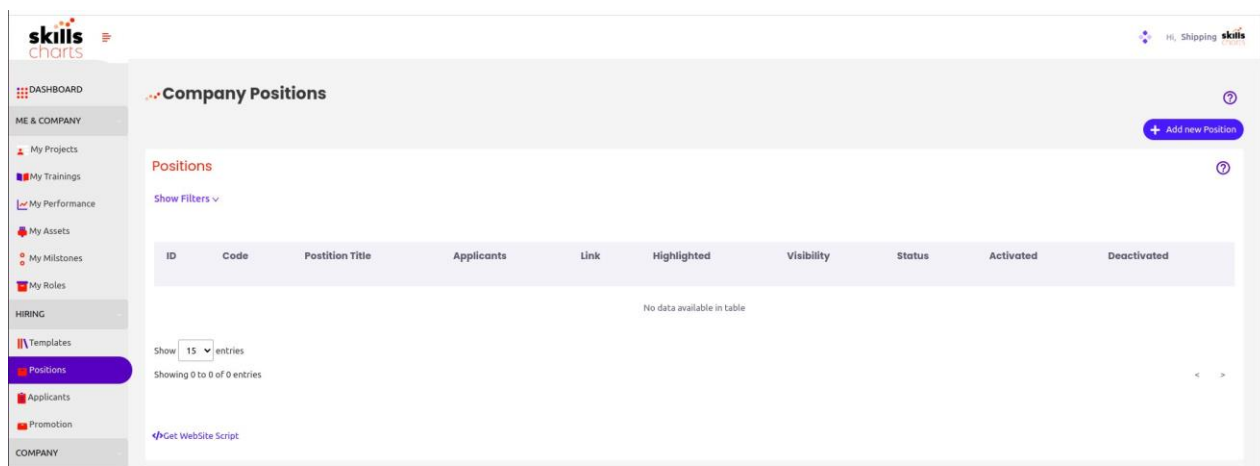 skills
charts
Hi, Shipping skills
charts
DASHBOARD
Company Positions
ME & COMPANY
+ Add new Position
My Projects
Positions
My Trainings
Show Filters
My Performance
My Assets
ID Code Postition Title Applicants Link Highlighted Visibility Status Activated Deactivated
My Milstones
My Roles
No data available in table
HIRING
Templates
Show 15 entries
Positions
Showing 0 to 0 of 0 entries < >
Applicants
Promotion
</>Get WebSite Script
COMPANY